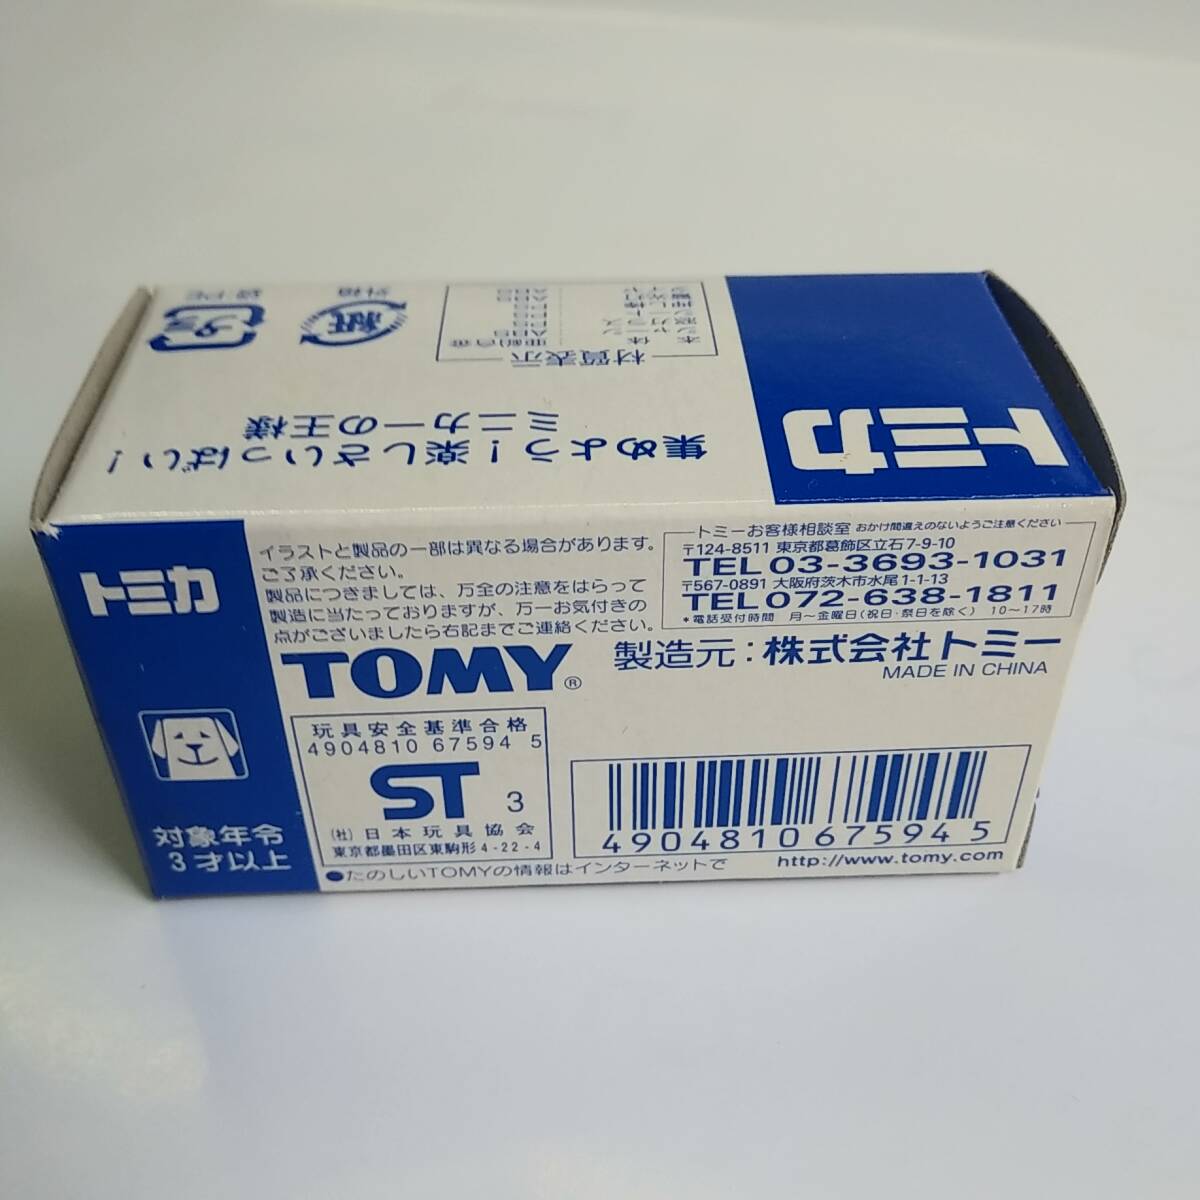 トミカ
集めよう！楽しさいっぱい！
ミニカーの王様
材質表示
本体
亜鉛合金
外箱
紙
プラ
トミカ
対象年令
3才以上
イラストと製品の一部は異なる場合があります。
ご了承ください。
製品につきましては、万全の注意をはらって
製造に当たっておりますが、万一お気付きの
点がございましたら右記までご連絡ください。
トミーお客様相談室 おかけ間違えのないようご注意ください
〒124-8511 東京都葛飾区立石7-9-10
TEL 03-3693-1031
〒567-0891 大阪府茨木市水尾1-1-13
TEL 072-638-1811
＊電話受付時間 月〜金曜日(祝日・祭日を除く) 10〜17時
TOMY®
製造元：株式会社トミー
MADE IN CHINA
玩具安全基準合格
4904810 67594 5
ST 3
(社)日本玩具協会
東京都墨田区東駒形4-22-4
4904810675945
●たのしいTOMYの情報はインターネットで
http://www.tomy.com